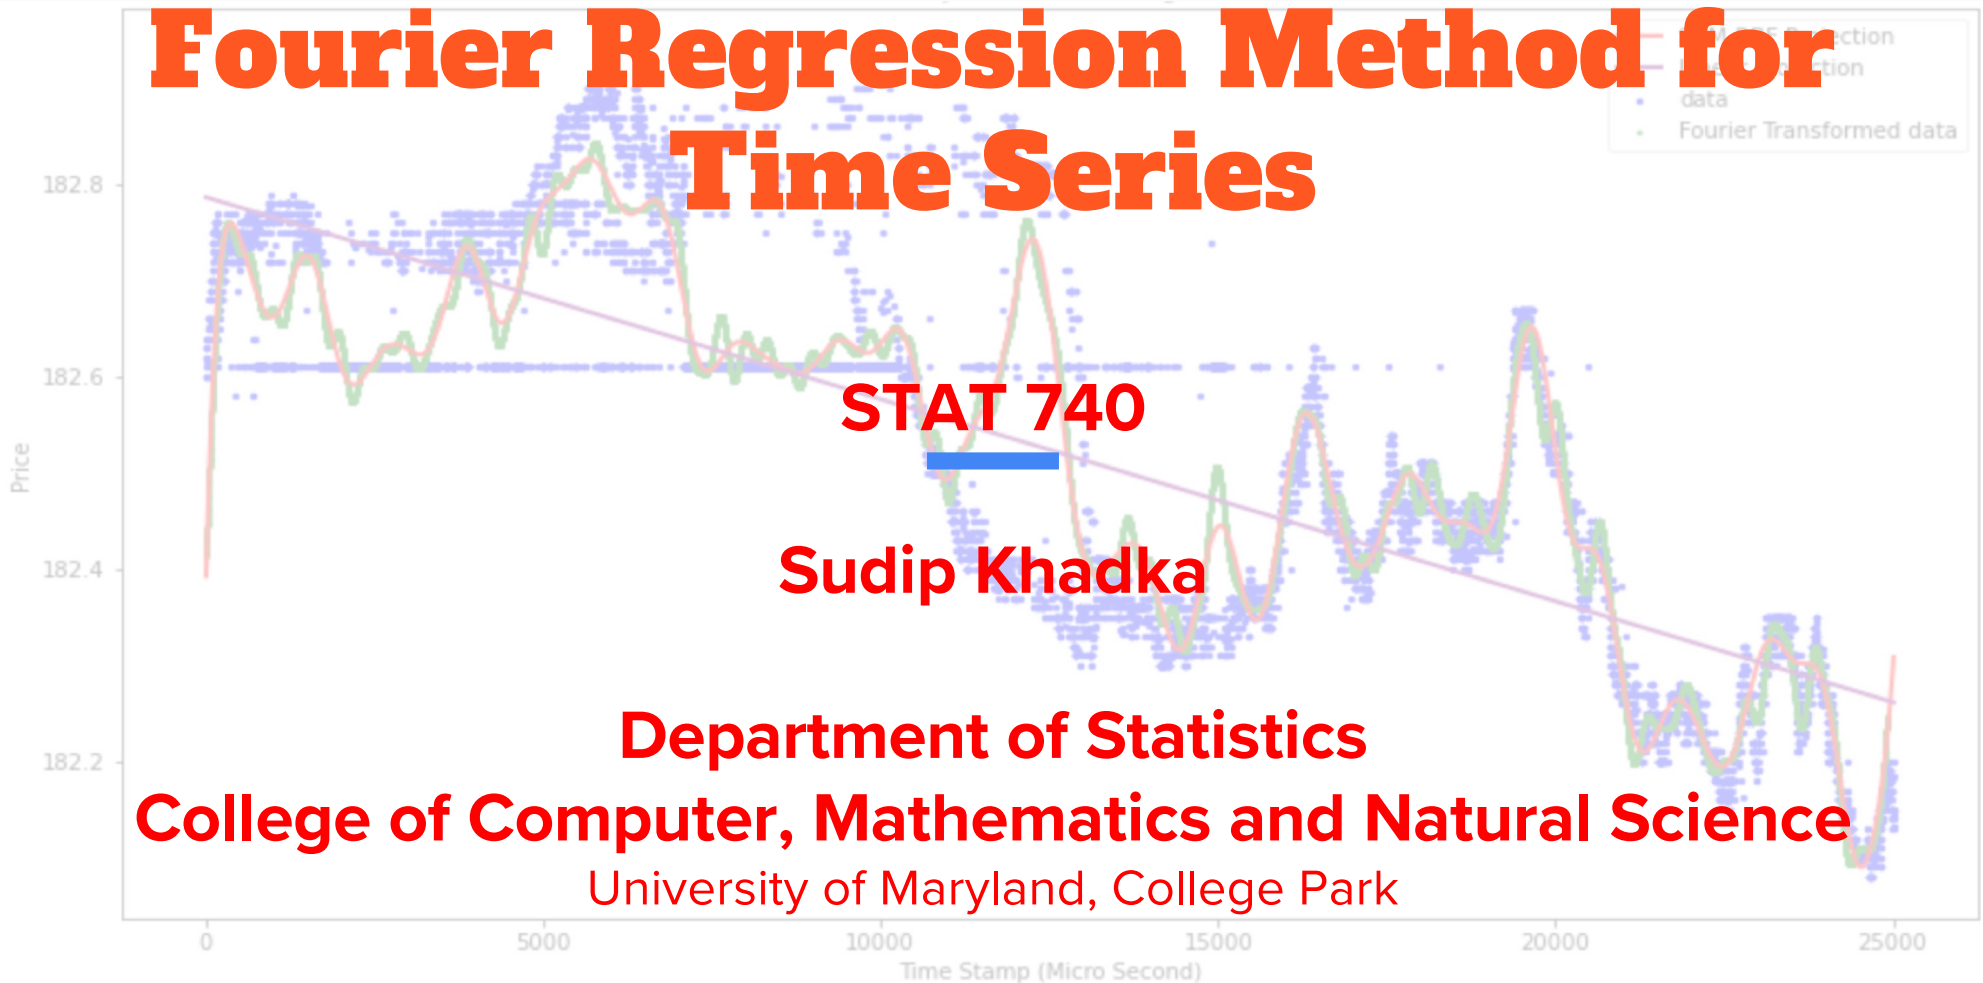 Fourier Regression Method for
Time Series
data
Fourier Transformed data
182.8
182.6
182.4
182.2
Price
STAT 740
Sudip Khadka
Department of Statistics
College of Computer, Mathematics and Natural Science
University of Maryland, College Park
0 5000 10000 15000 20000 25000
Time Stamp (Micro Second)